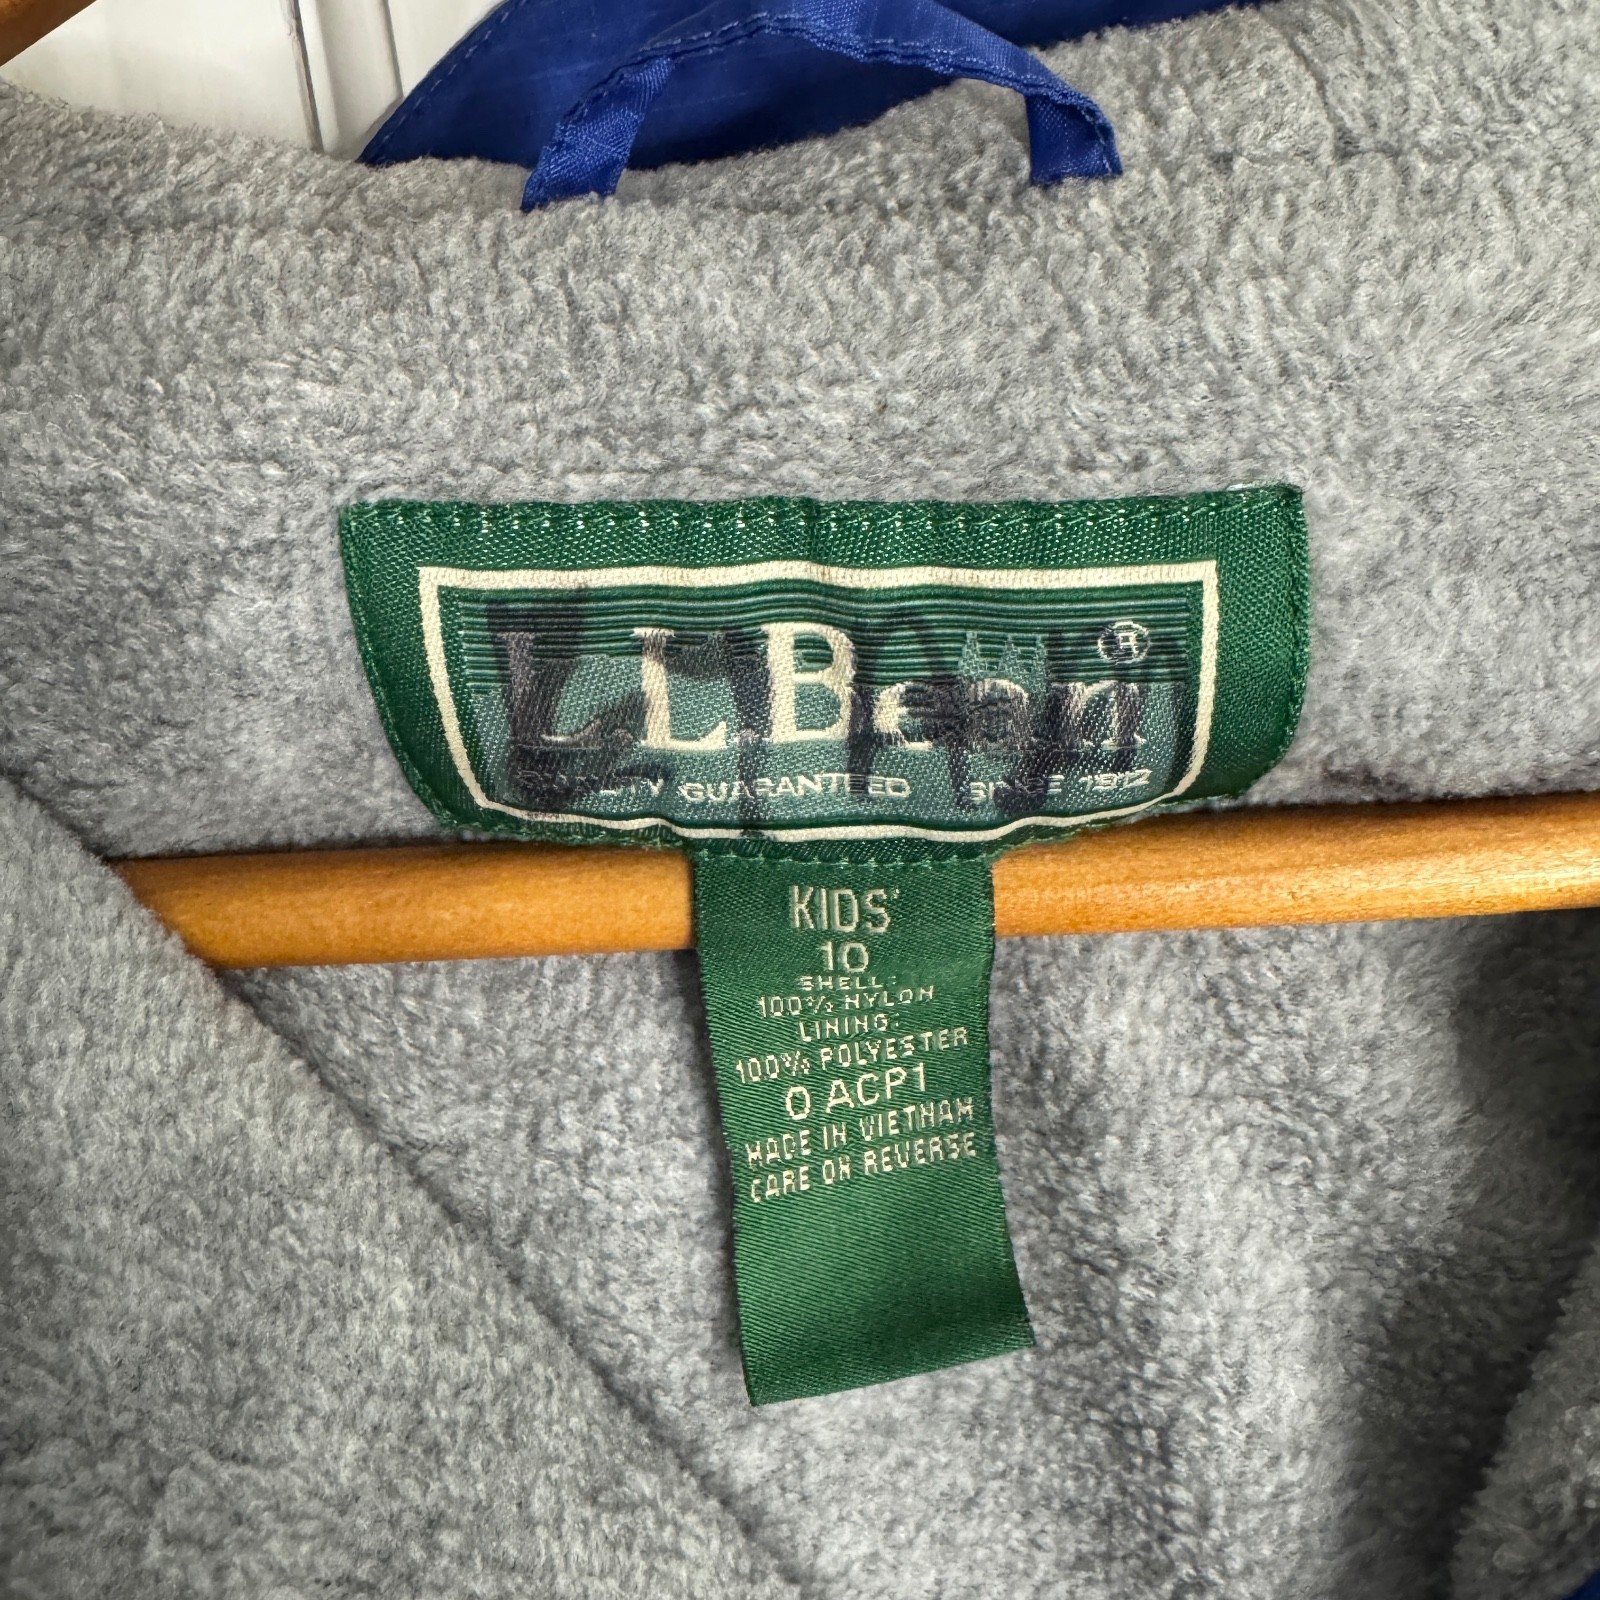 L.L.Bean®
QUALITY GUARANTEED SINCE 1912
KIDS'
10
SHELL:
100% NYLON
LINING:
100% POLYESTER
0 ACP1
MADE IN VIETNAM
CARE ON REVERSE